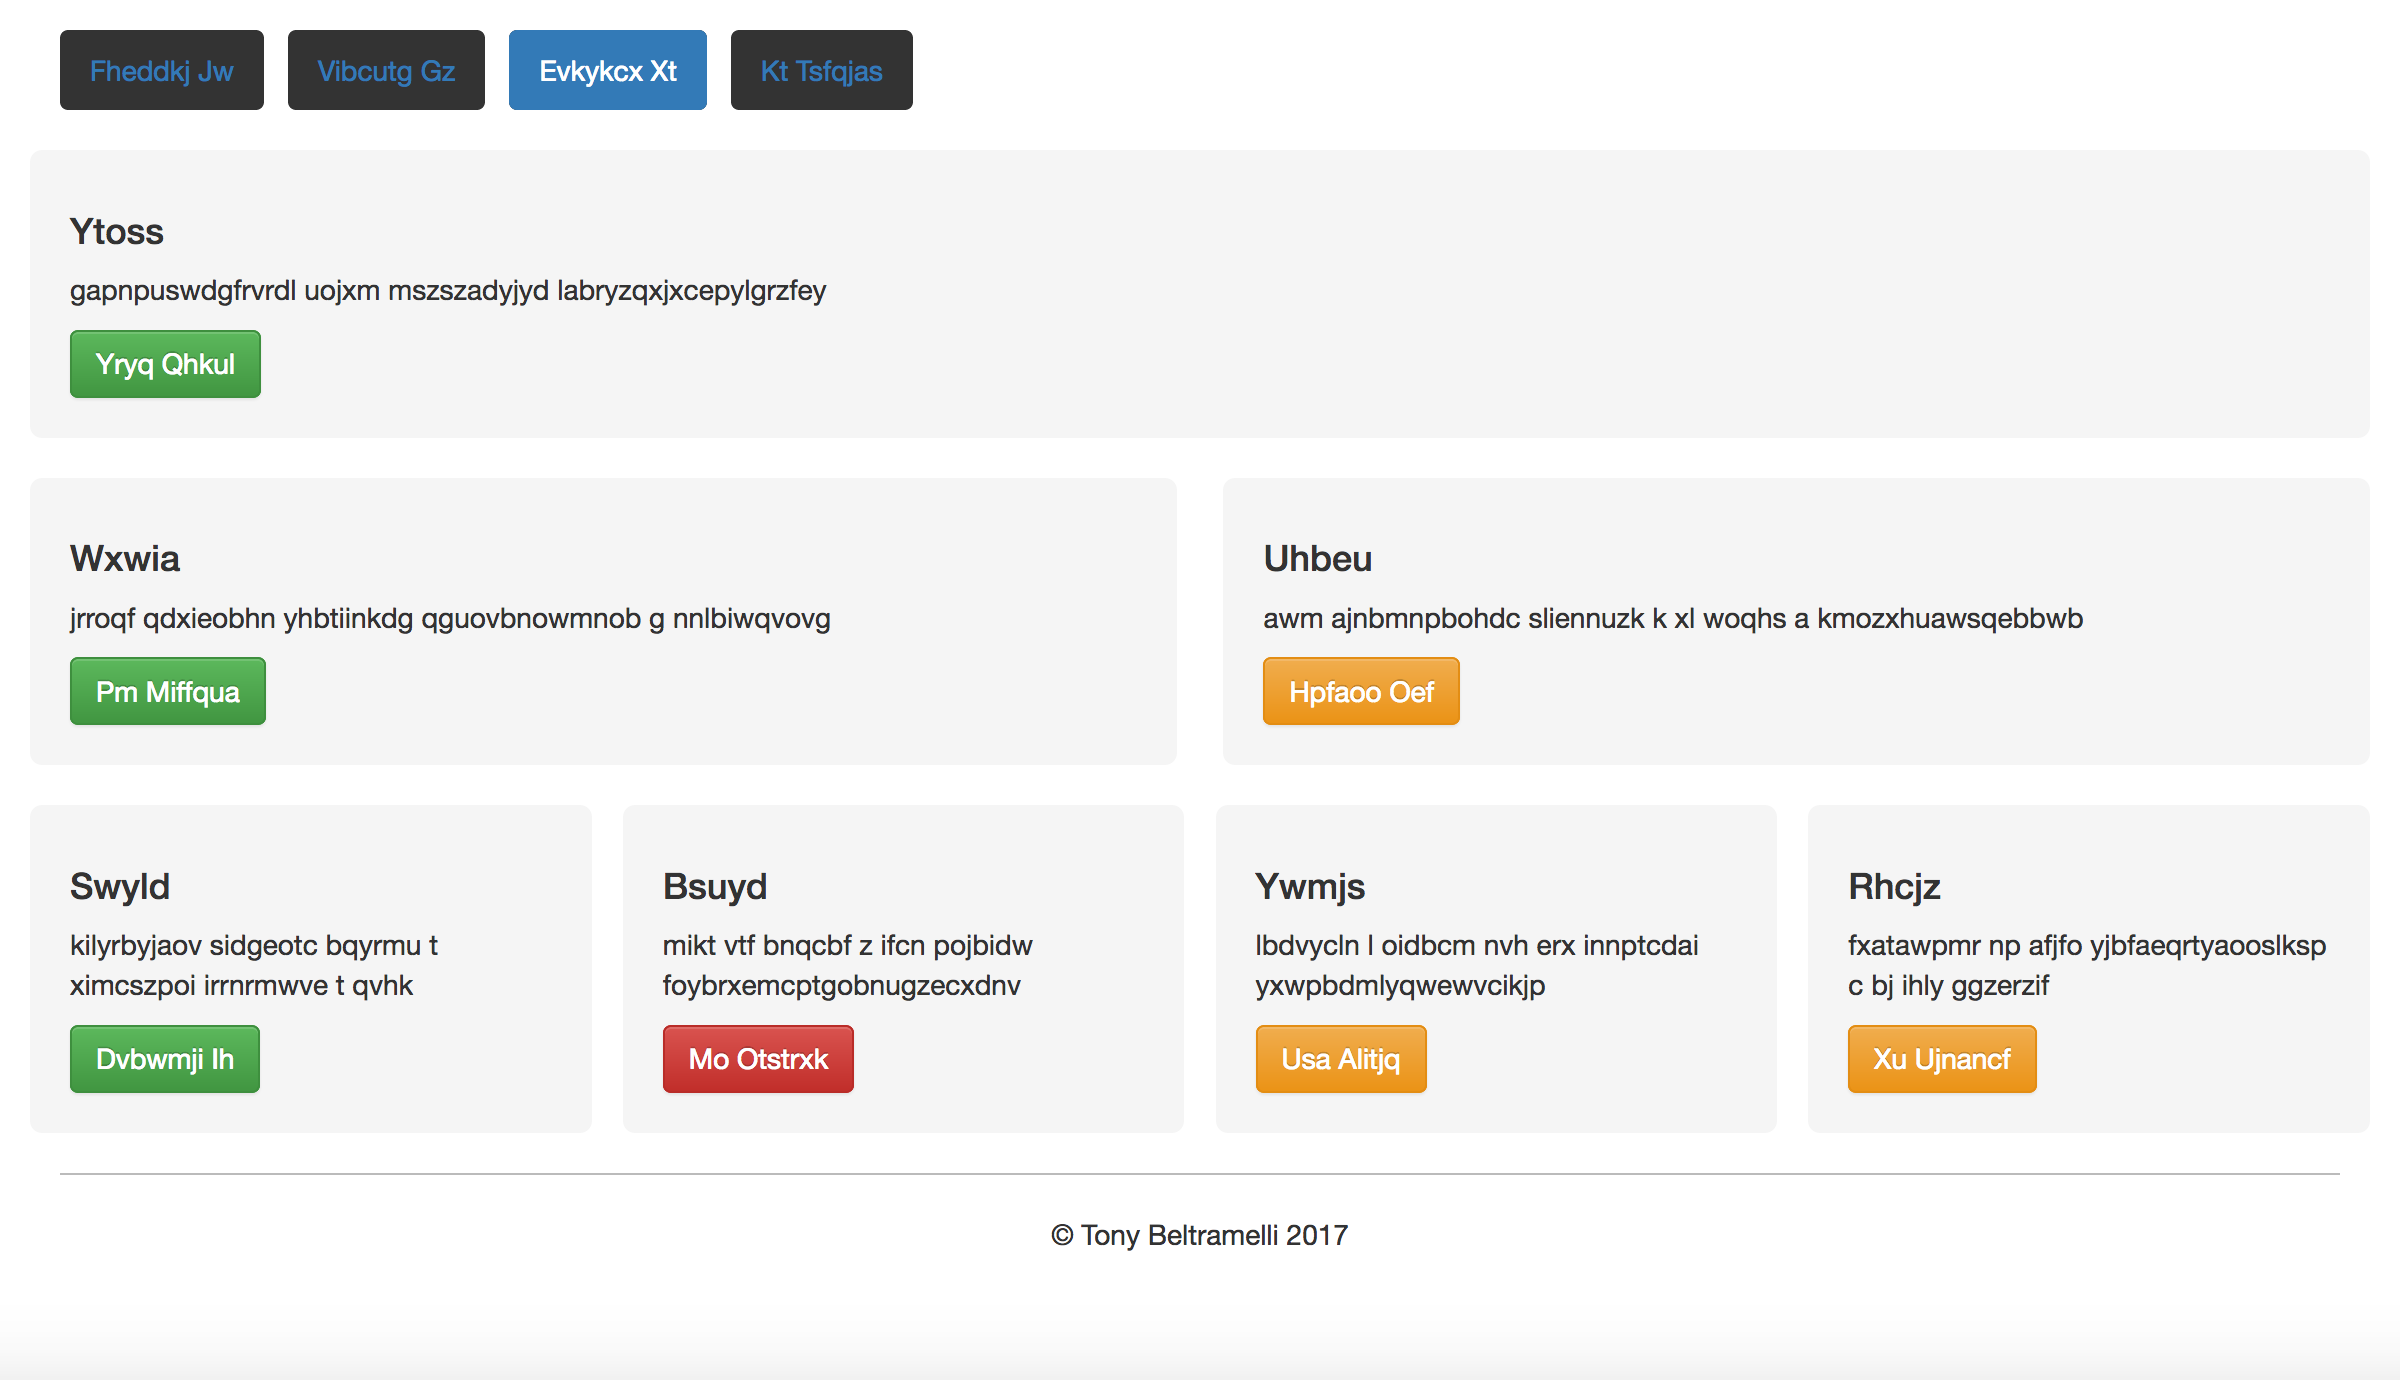 Fheddkj Jw
Vibcutg Gz
Evkykcx Xt
Kt Tsfqjas
Ytoss
gapnpuswdgfrvrdl uojxm mszszadyjyd labryzqxjxcepylgrzfey
Yryq Qhkul
Wxwia
jrroqf qdxieobhn yhbtiinkdg qguovbnowmnob g nnlbiwqvovg
Pm Miffqua
Uhbeu
awm ajnbmnpbohdc sliennuzk k xl woqhs a kmozxhuawsqebbwb
Hpfaoo Oef
Swyld
kilyrbyjaov sidgeotc bqyrmu t
ximcszpoi irrnrmwve t qvhk
Dvbwmji Ih
Bsuyd
mikt vtf bnqcbf z ifcn pojbidw
foybrxemcptgobnugzecxdnv
Mo Otstrxk
Ywmjs
lbdvycln l oidbcm nvh erx innptcdai
yxwpbdmlyqwewvcikjp
Usa Alitjq
Rhcjz
fxatawpmr np afjfo yjbfaeqrtyaooslksp
c bj ihly ggzerzif
Xu Ujnancf
© Tony Beltramelli 2017